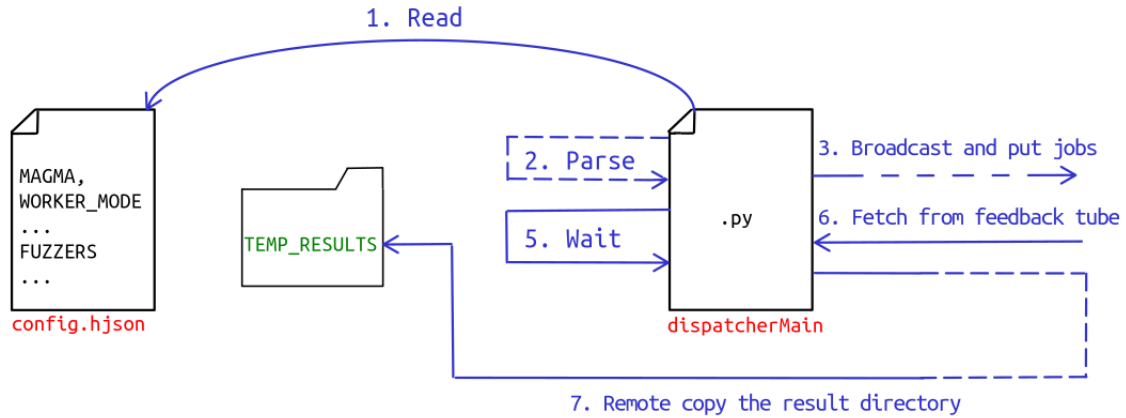 1. Read
MAGMA,
WORKER_MODE
...
FUZZERS
...
config.hjson
TEMP_RESULTS
2. Parse
5. Wait
.py
dispatcherMain
3. Broadcast and put jobs
6. Fetch from feedback tube
7. Remote copy the result directory